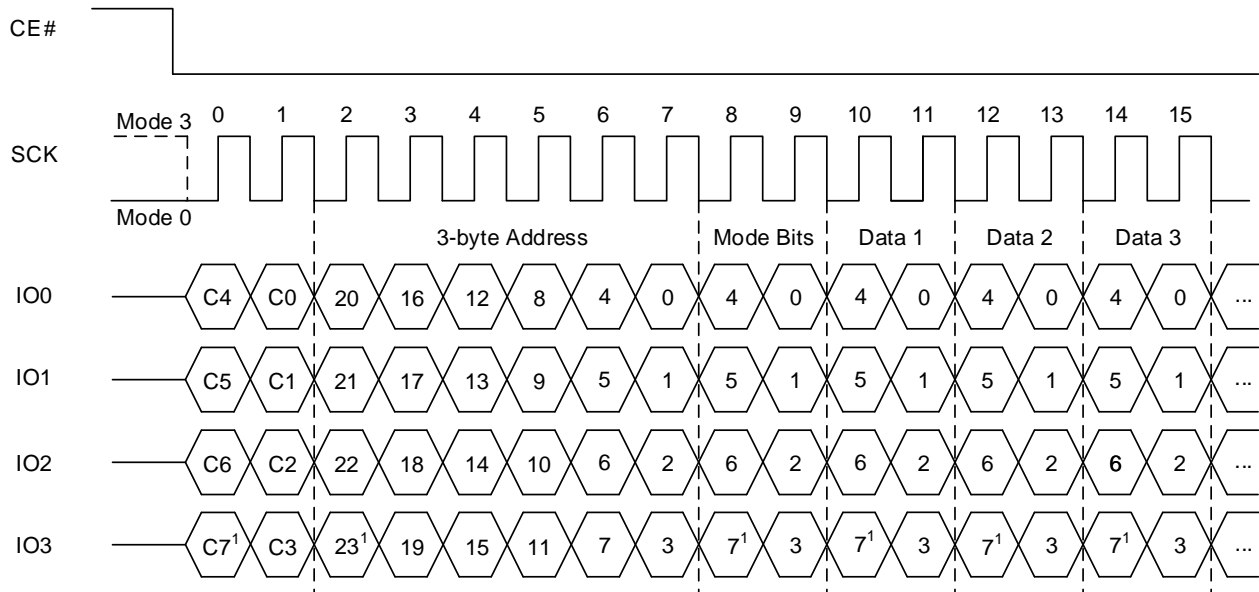 CE#
Mode 3 0 1 2 3 4 5 6 7 8 9 10 11 12 13 14 15
SCK
Mode 0
3-byte Address Mode Bits Data 1 Data 2 Data 3
IO0 C4 C0 20 16 12 8 4 0 4 0 4 0 4 0 4 0 ...
IO1 C5 C1 21 17 13 9 5 1 5 1 5 1 5 1 5 1 ...
IO2 C6 C2 22 18 14 10 6 2 6 2 6 2 6 2 6 2 ...
IO3 C7¹ C3 23¹ 19 15 11 7 3 7¹ 3 7¹ 3 7¹ 3 7¹ 3 ...